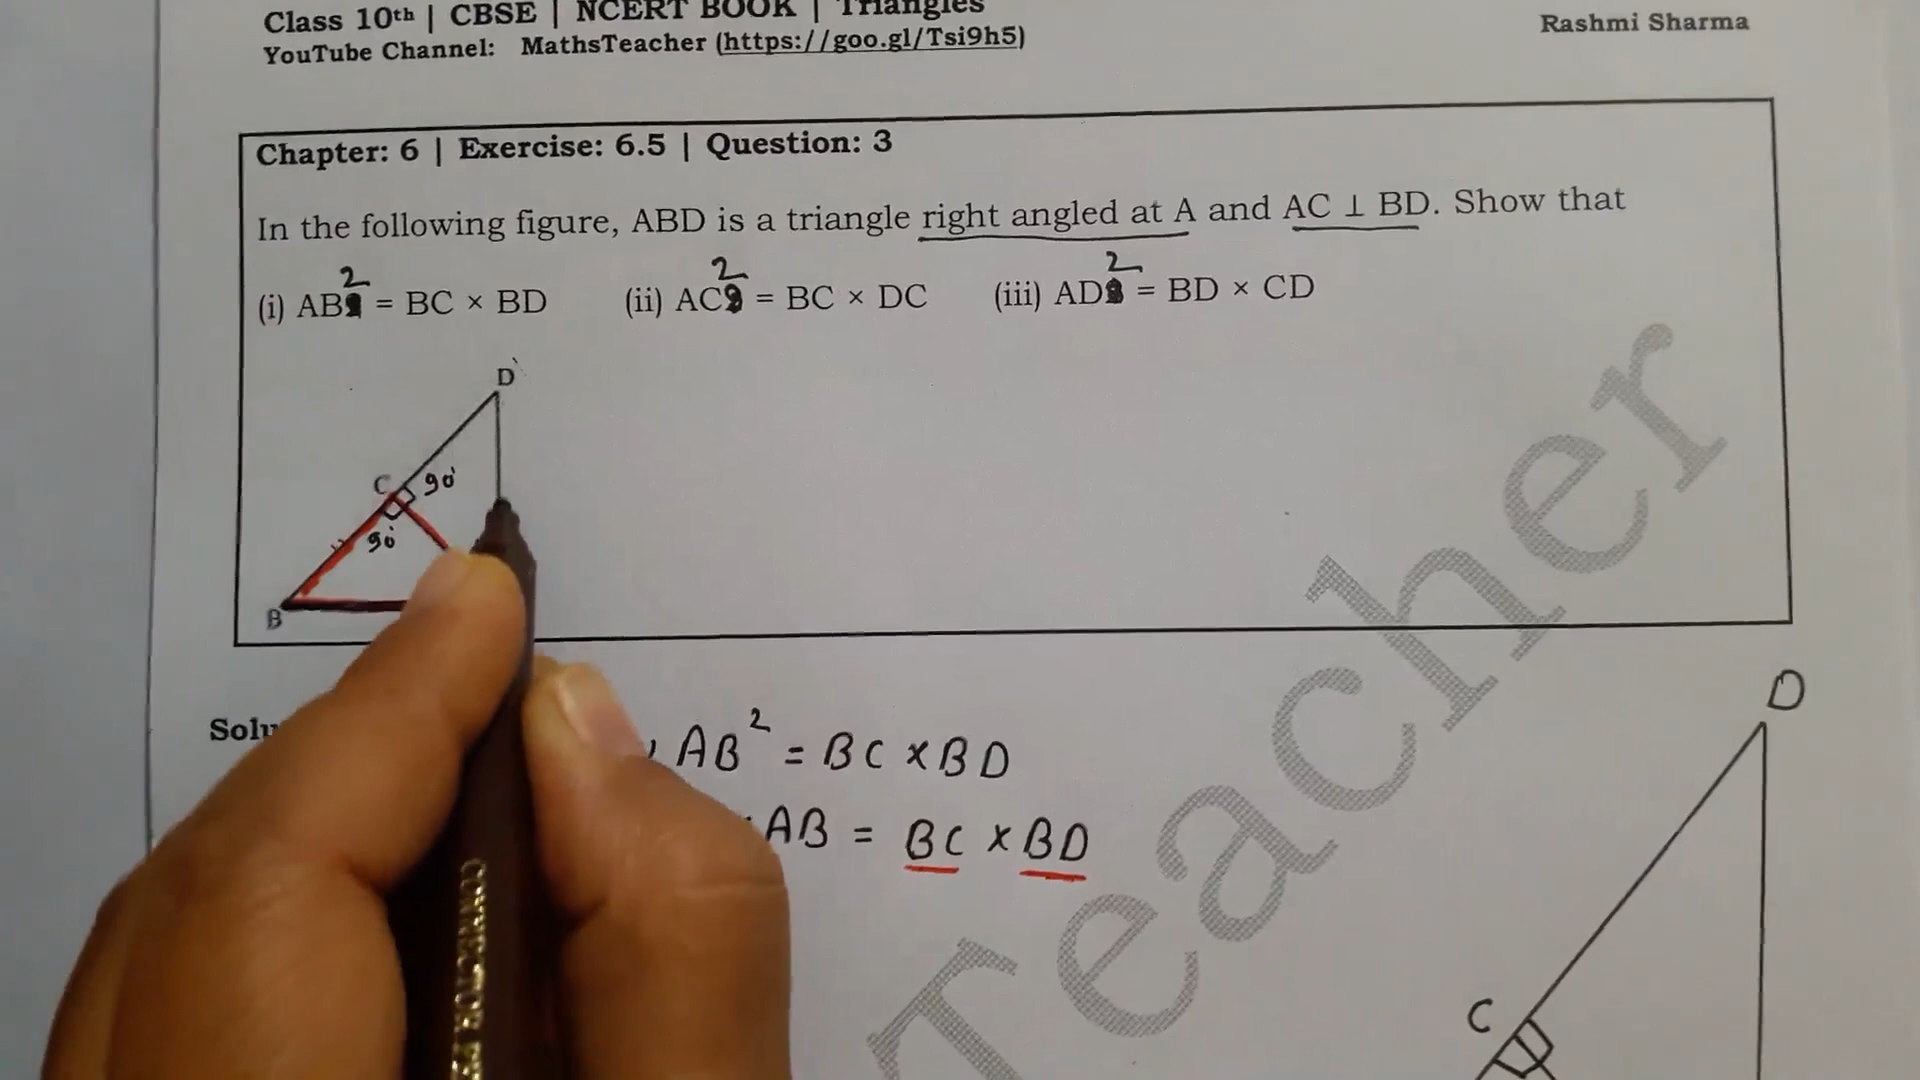 Class 10th | CBSE | NCERT BOOK | Triangles
Rashmi Sharma
YouTube Channel: MathsTeacher (https://goo.gl/Tsi9h5)
Chapter: 6 | Exercise: 6.5 | Question: 3
In the following figure, ABD is a triangle right angled at A and AC ⊥ BD. Show that
(i) AB² = BC × BD (ii) AC² = BC × DC (iii) AD² = BD × CD
D
C 90°
90°
B
D
AB² = BC × BD
AB = BC × BD
C
Teacher